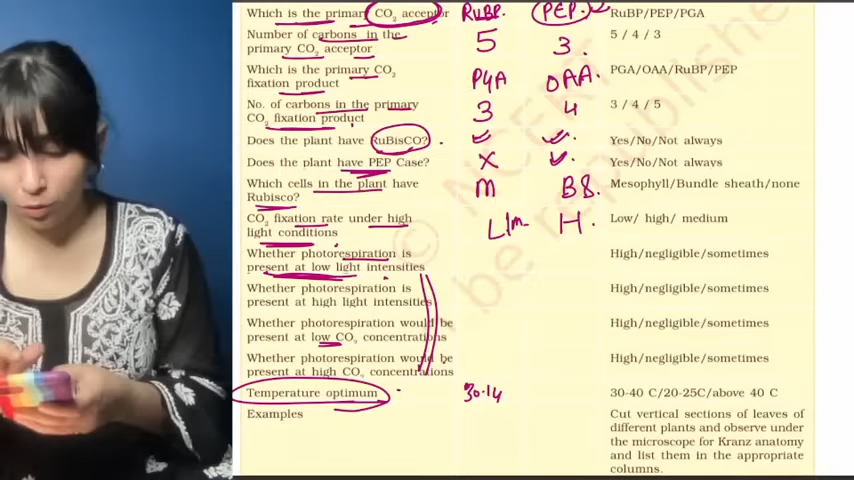 Which is the primary CO₂ acceptor RuBP. PEP. RuBP/PEP/PGA
Number of carbons in the 5 3. 5 / 4 / 3
primary CO₂ acceptor
Which is the primary CO₂ PGA OAA. PGA/OAA/RuBP/PEP
fixation product
No. of carbons in the primary 3 4 3 / 4 / 5
CO₂ fixation product
Does the plant have RuBisCO? Yes/No/Not always
Does the plant have PEP Case? X Yes/No/Not always
Which cells in the plant have M BS. Mesophyll/Bundle sheath/none
Rubisco?
CO₂ fixation rate under high L/m H. Low/ high/ medium
light conditions
Whether photorespiration is High/negligible/sometimes
present at low light intensities
Whether photorespiration is High/negligible/sometimes
present at high light intensities
Whether photorespiration would be High/negligible/sometimes
present at low CO₂ concentrations
Whether photorespiration would be High/negligible/sometimes
present at high CO₂ concentrations
Temperature optimum 30-40 C/20-25C/above 40 C
Examples Cut vertical sections of leaves of
different plants and observe under
the microscope for Kranz anatomy
and list them in the appropriate
columns.
© NCERT
be republished